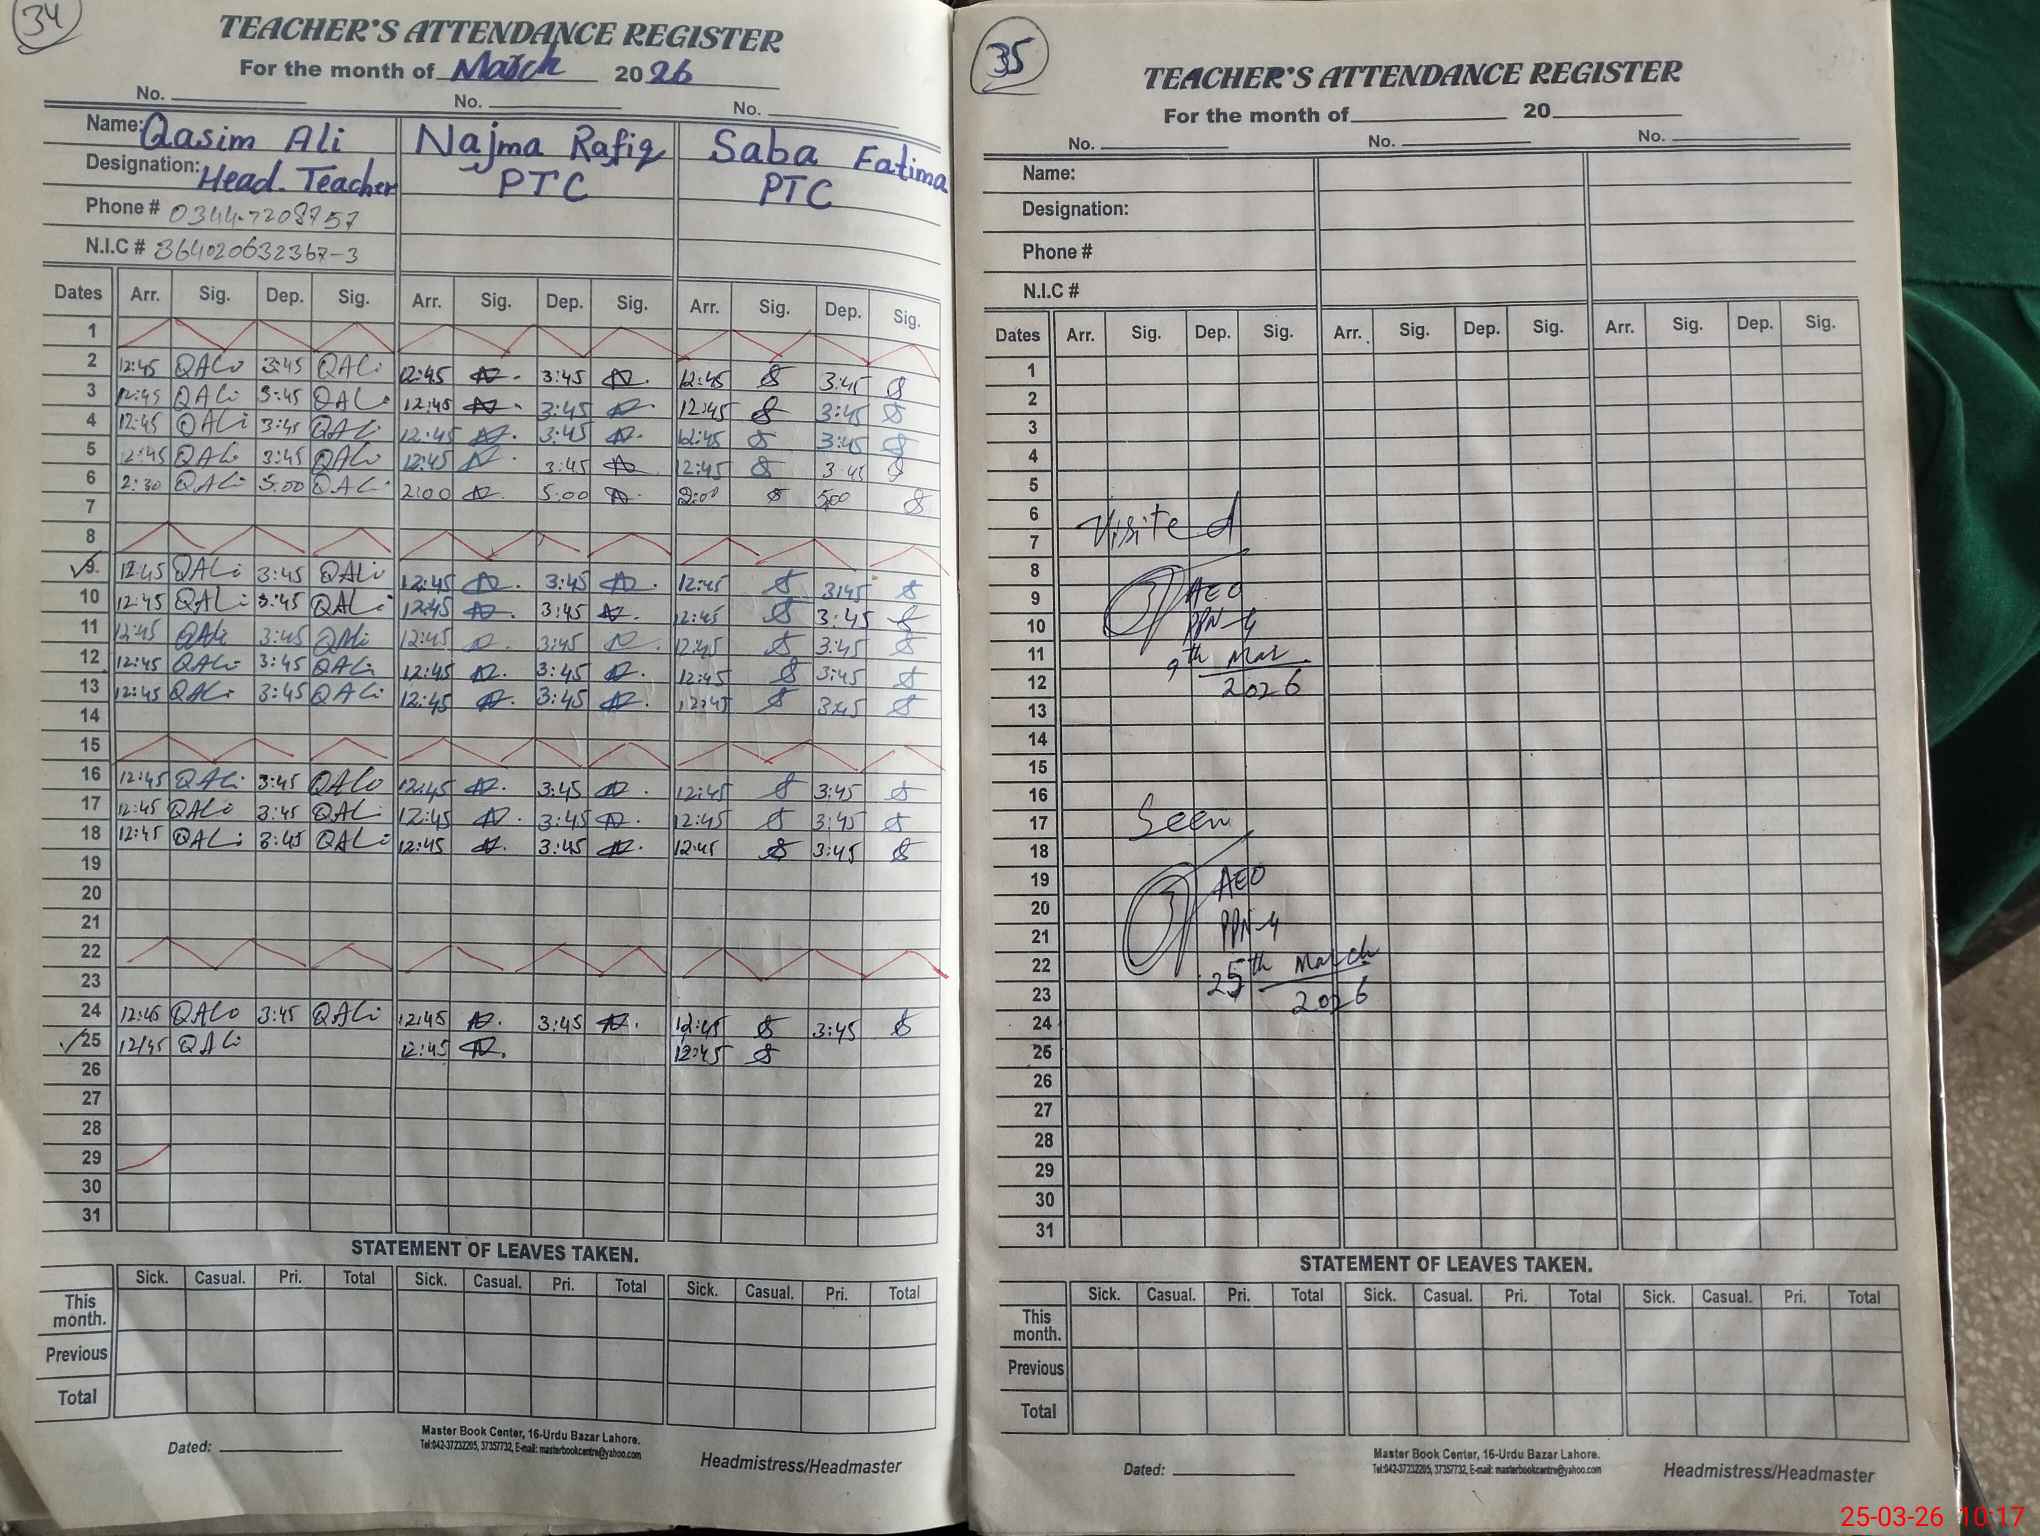 34
TEACHER'S ATTENDANCE REGISTER
For the month of March 2026
No. No. No.
Name: Qasim Ali Najma Rafiq Saba Fatima
Designation: Head Teacher PTC PTC
Phone # 0344-7208757
N.I.C # 364020632367-3
Dates Arr. Sig. Dep. Sig. Arr. Sig. Dep. Sig. Arr. Sig. Dep. Sig.
1
2 12:45 QALi 3:45 QALi 12:45 3:45 12:45 3:45
3 12:45 QALi 3:45 QALi 12:45 3:45 12:45 3:45
4 12:45 QALi 3:45 QALi 12:45 3:45 12:45 3:45
5 12:45 QALi 3:45 QALi 12:45 3:45 12:45 3:45
6 2:30 QALi 5:00 QALi 2:00 5:00 2:00 5:00
7
8
9 12:45 QALi 3:45 QALi 12:45 3:45 12:45 3:45
10 12:45 QALi 3:45 QALi 12:45 3:45 12:45 3:45
11 12:45 QALi 3:45 QALi 12:45 3:45 12:45 3:45
12 12:45 QALi 3:45 QALi 12:45 3:45 12:45 3:45
13 12:45 QALi 3:45 QALi 12:45 3:45 12:45 3:45
14
15
16 12:45 QALi 3:45 QALi 12:45 3:45 12:45 3:45
17 12:45 QALi 3:45 QALi 12:45 3:45 12:45 3:45
18 12:45 QALi 3:45 QALi 12:45 3:45 12:45 3:45
19
20
21
22
23
24 12:45 QALi 3:45 QALi 12:45 3:45 12:45 3:45
25 12:45 QALi 12:45 12:45
26
27
28
29
30
31
STATEMENT OF LEAVES TAKEN.
Sick. Casual. Pri. Total Sick. Casual. Pri. Total Sick. Casual. Pri. Total
This month.
Previous
Total
Dated:
Master Book Center, 16-Urdu Bazar Lahore.
Tel:042-37232205, 37357732, E-mail: masterbookcentre@yahoo.com
Headmistress/Headmaster
35
TEACHER'S ATTENDANCE REGISTER
For the month of 20
No. No. No.
Name:
Designation:
Phone #
N.I.C #
Dates Arr. Sig. Dep. Sig. Arr. Sig. Dep. Sig. Arr. Sig. Dep. Sig.
1
2
3
4
5
6
Visited
7
8
9 AEO
10 PPN-4
11 9th Mar
12 2026
13
14
15
16
17 Seen
18
19 AEO
20
21 PPN-4
22 25th March
23 2026
24
25
26
27
28
29
30
31
STATEMENT OF LEAVES TAKEN.
Sick. Casual. Pri. Total Sick. Casual. Pri. Total Sick. Casual. Pri. Total
This month.
Previous
Total
Dated:
Master Book Center, 16-Urdu Bazar Lahore.
Tel:042-37232205, 37357732, E-mail: masterbookcentre@yahoo.com
Headmistress/Headmaster
25-03-26 10:17